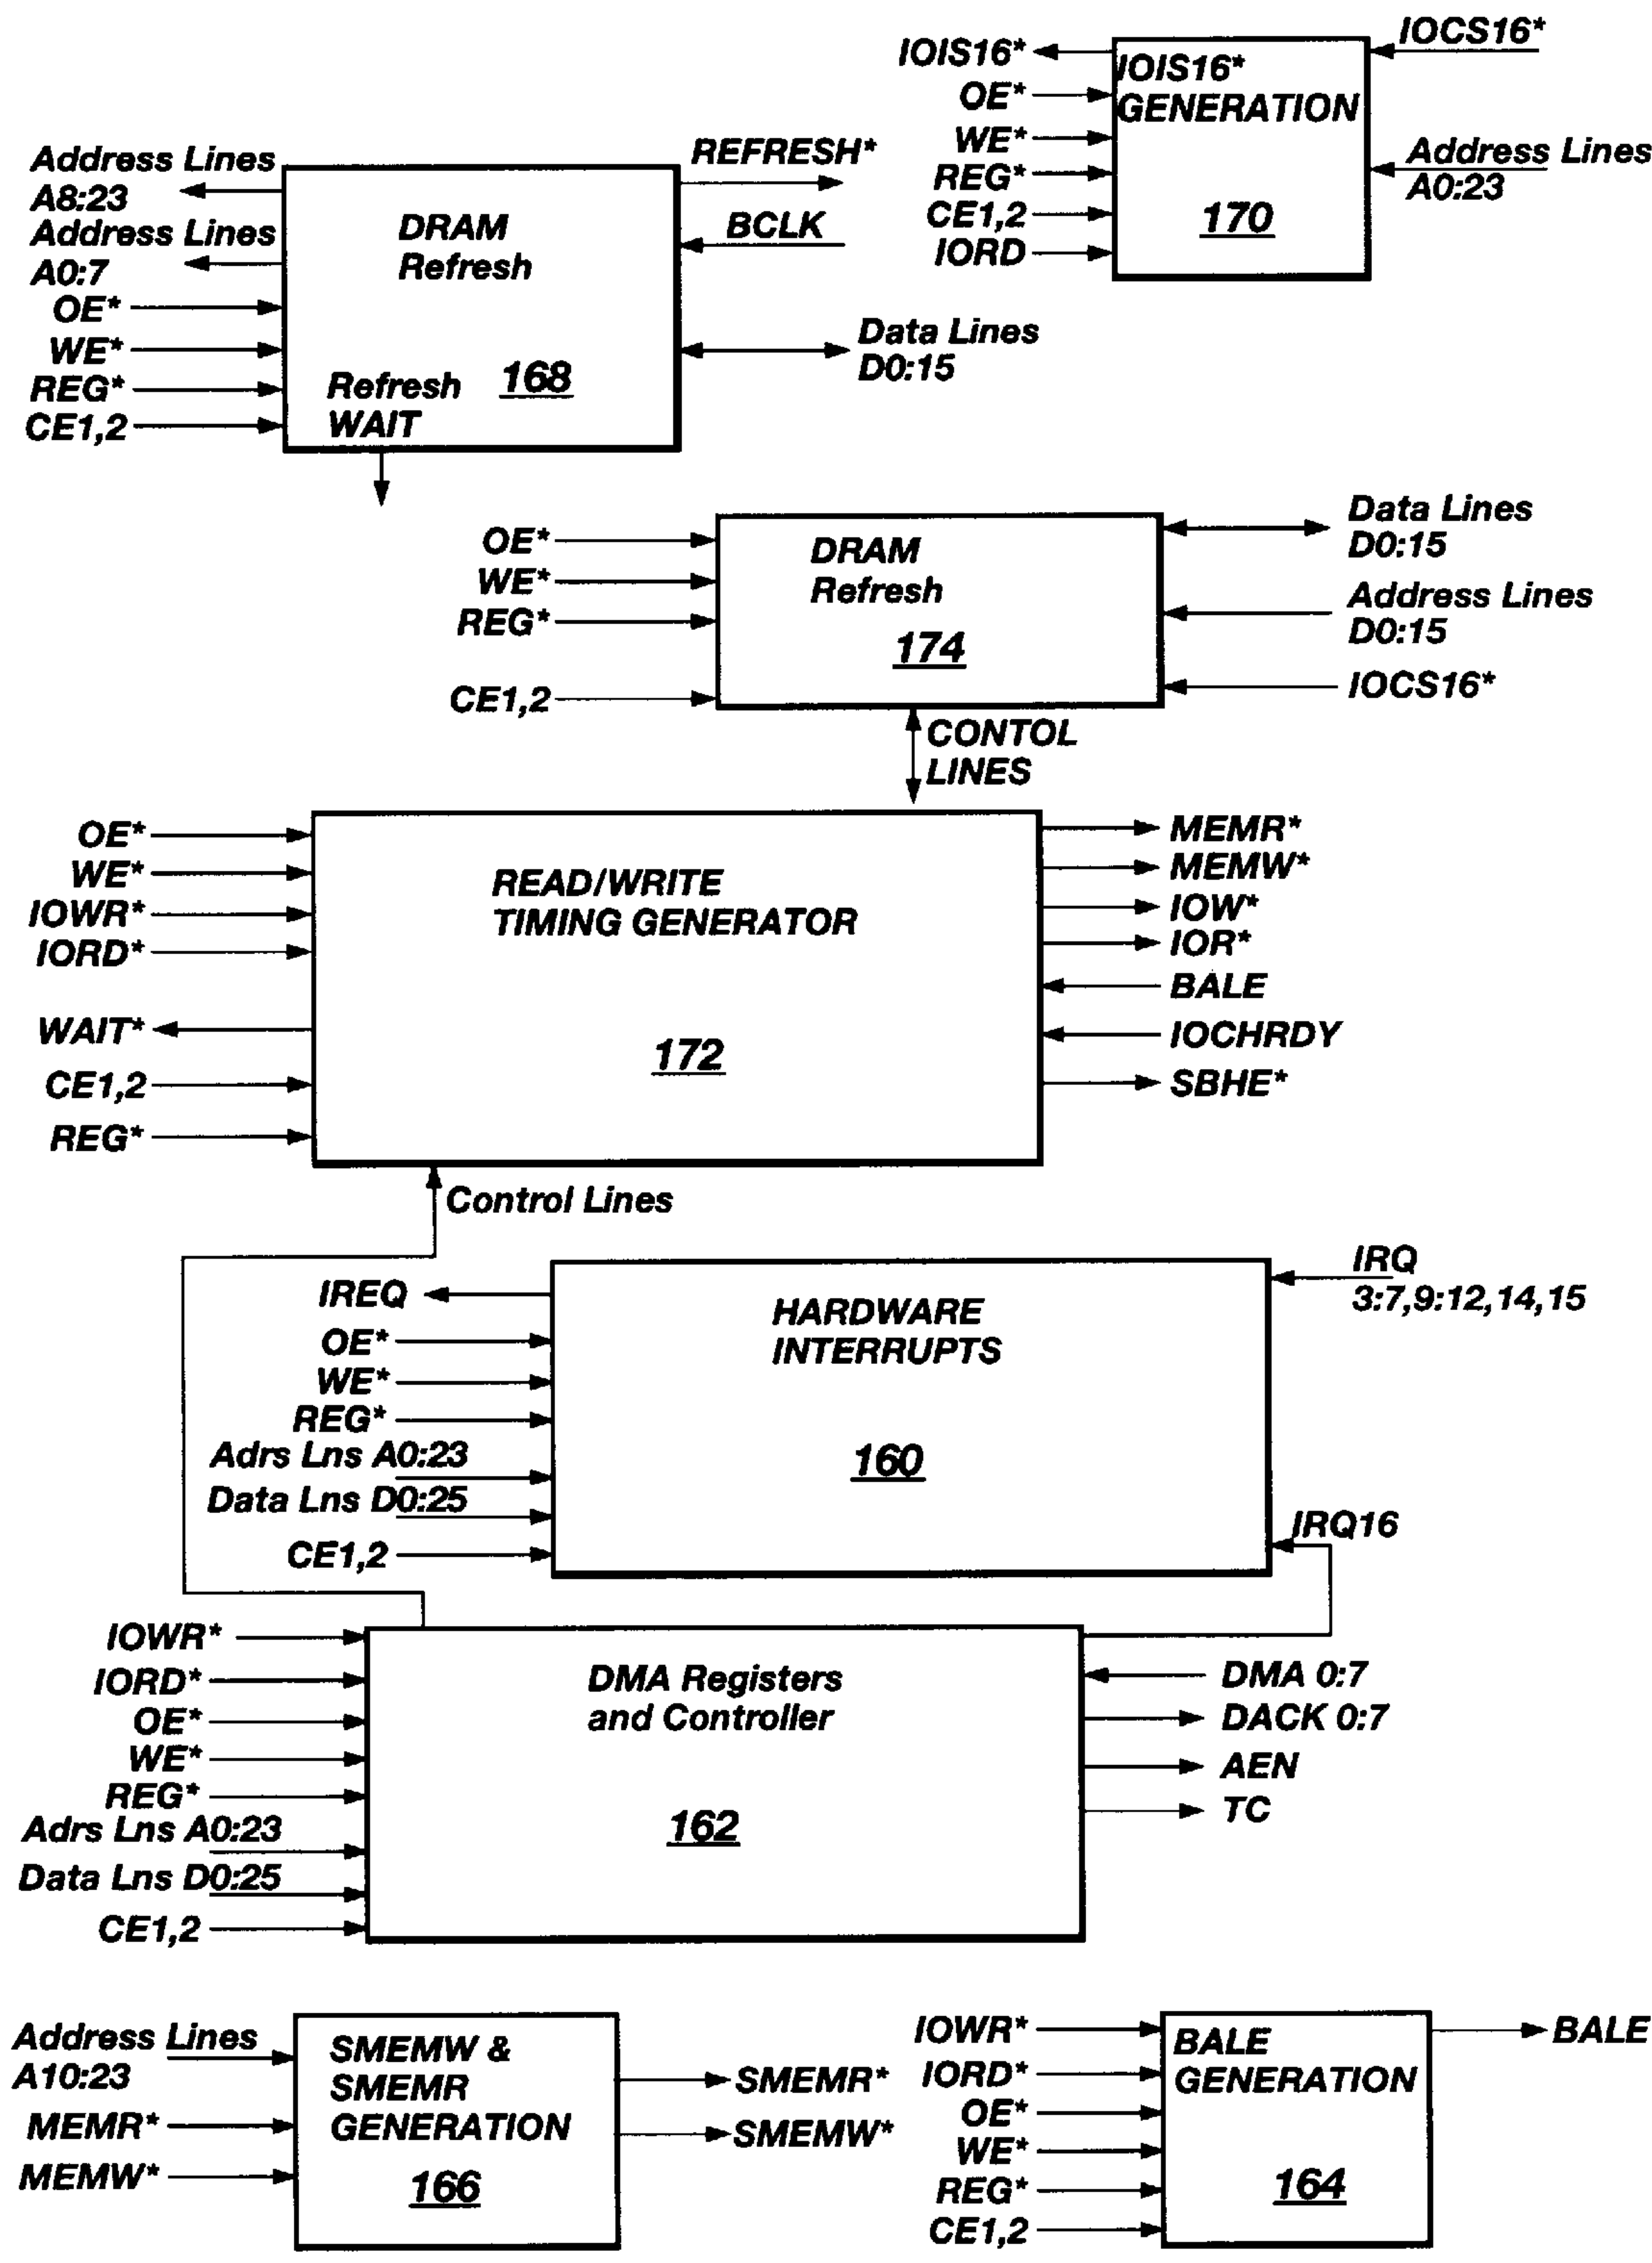 IOIS16*
OE*
WE*
REG*
CE1,2
IORD
IOIS16*
GENERATION
170
IOCS16*
Address Lines
A0:23
Address Lines
A8:23
Address Lines
A0:7
OE*
WE*
REG*
CE1,2
DRAM
Refresh
168
Refresh
WAIT
REFRESH*
BCLK
Data Lines
D0:15
OE*
WE*
REG*
CE1,2
DRAM
Refresh
174
Data Lines
D0:15
Address Lines
D0:15
IOCS16*
CONTOL
LINES
OE*
WE*
IOWR*
IORD*
WAIT*
CE1,2
REG*
READ/WRITE
TIMING GENERATOR
172
MEMR*
MEMW*
IOW*
IOR*
BALE
IOCHRDY
SBHE*
Control Lines
IREQ
OE*
WE*
REG*
Adrs Lns A0:23
Data Lns D0:25
CE1,2
HARDWARE
INTERRUPTS
160
IRQ
3:7,9:12,14,15
IRQ16
IOWR*
IORD*
OE*
WE*
REG*
Adrs Lns A0:23
Data Lns D0:25
CE1,2
DMA Registers
and Controller
162
DMA 0:7
DACK 0:7
AEN
TC
Address Lines
A10:23
MEMR*
MEMW*
SMEMW &
SMEMR
GENERATION
166
SMEMR*
SMEMW*
IOWR*
IORD*
OE*
WE*
REG*
CE1,2
BALE
GENERATION
164
BALE